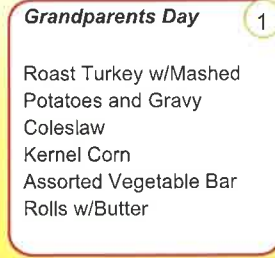 Grandparents Day 1
Roast Turkey w/Mashed
Potatoes and Gravy
Coleslaw
Kernel Corn
Assorted Vegetable Bar
Rolls w/Butter